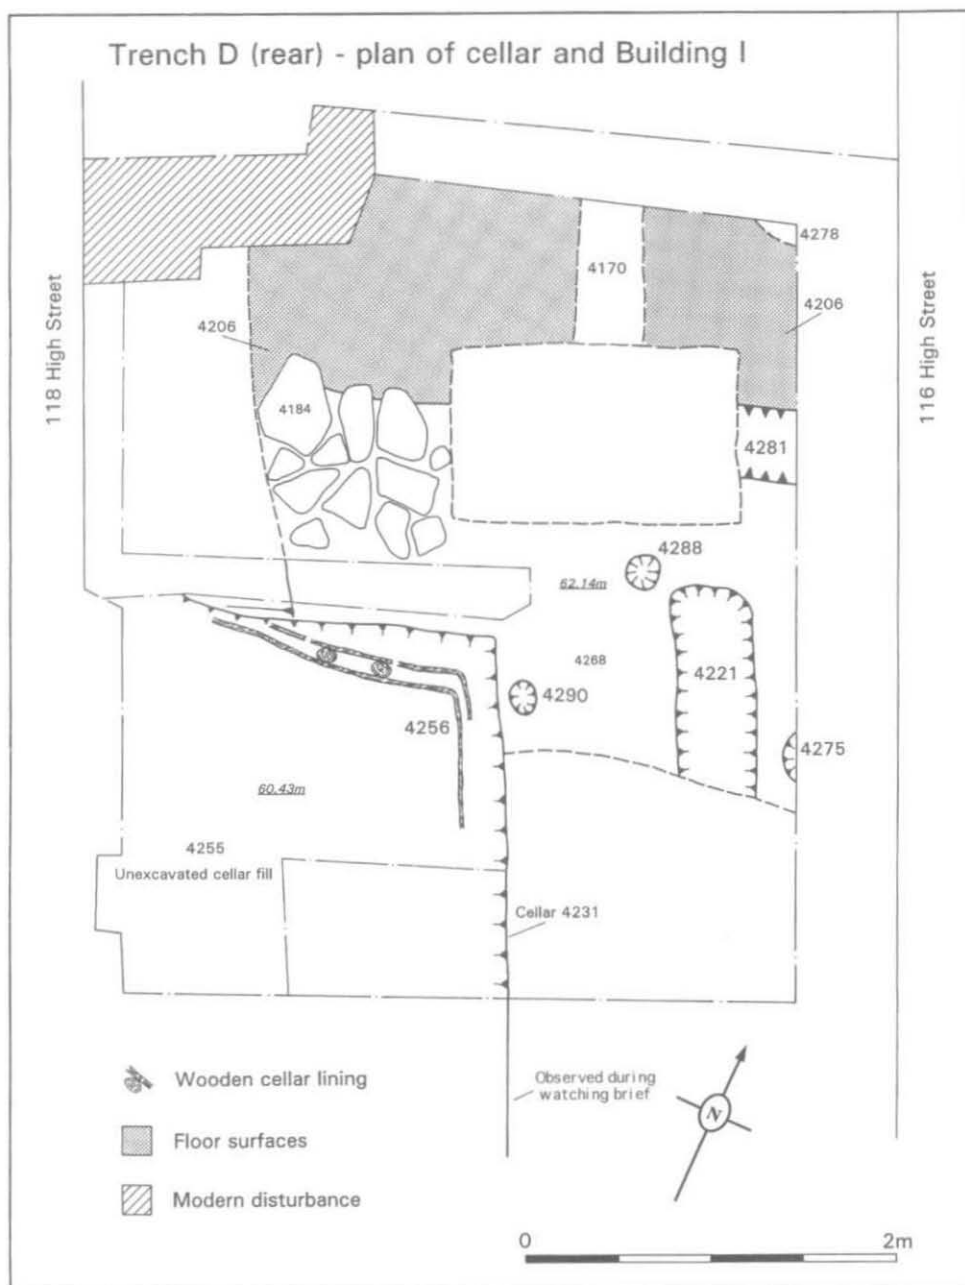 Trench D (rear) - plan of cellar and Building I
4278
4170
118 High Street
116 High Street
4206
4206
4184
4281
4288
62.14m
4268
4221
4290
4256
4275
60.43m
4255
Unexcavated cellar fill
Cellar 4231
Wooden cellar lining
Observed during
watching brief
N
Floor surfaces
Modern disturbance
0
2m